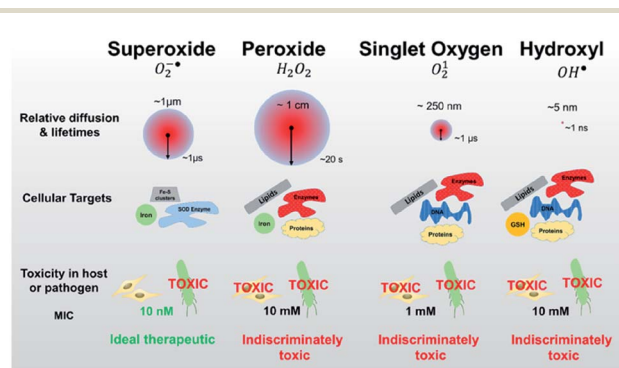 Superoxide Peroxide Singlet Oxygen Hydroxyl
O₂⁻• H₂O₂ O₂¹ OH•
Relative diffusion
& lifetimes
~1μm
~1μs
~ 1 cm
~20 s
~ 250 nm
~1 μs
~5 nm
~1 ns
Cellular Targets
Fe-S
clusters
Iron
SOD Enzyme
Lipids
Enzymes
Iron
Proteins
Lipids
Enzymes
DNA
Proteins
Lipids
Enzymes
DNA
GSH
Proteins
Toxicity in host
or pathogen
TOXIC
TOXIC TOXIC
TOXIC TOXIC
TOXIC TOXIC
MIC
10 nM 10 mM 1 mM 10 mM
Ideal therapeutic
Indiscriminately
toxic
Indiscriminately
toxic
Indiscriminately
toxic